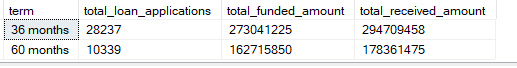 term total_loan_applications total_funded_amount total_received_amount
36 months 28237 273041225 294709458
60 months 10339 162715850 178361475